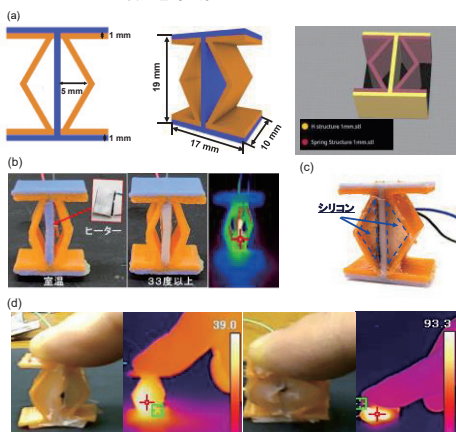 (a)
1 mm
5 mm
1 mm
19 mm
17 mm
10 mm
H structure 1mm.stl
Spring Structure 1mm.stl
(b)
ヒーター
室温
33度以上
(c)
シリコン
(d)
39.0
93.3